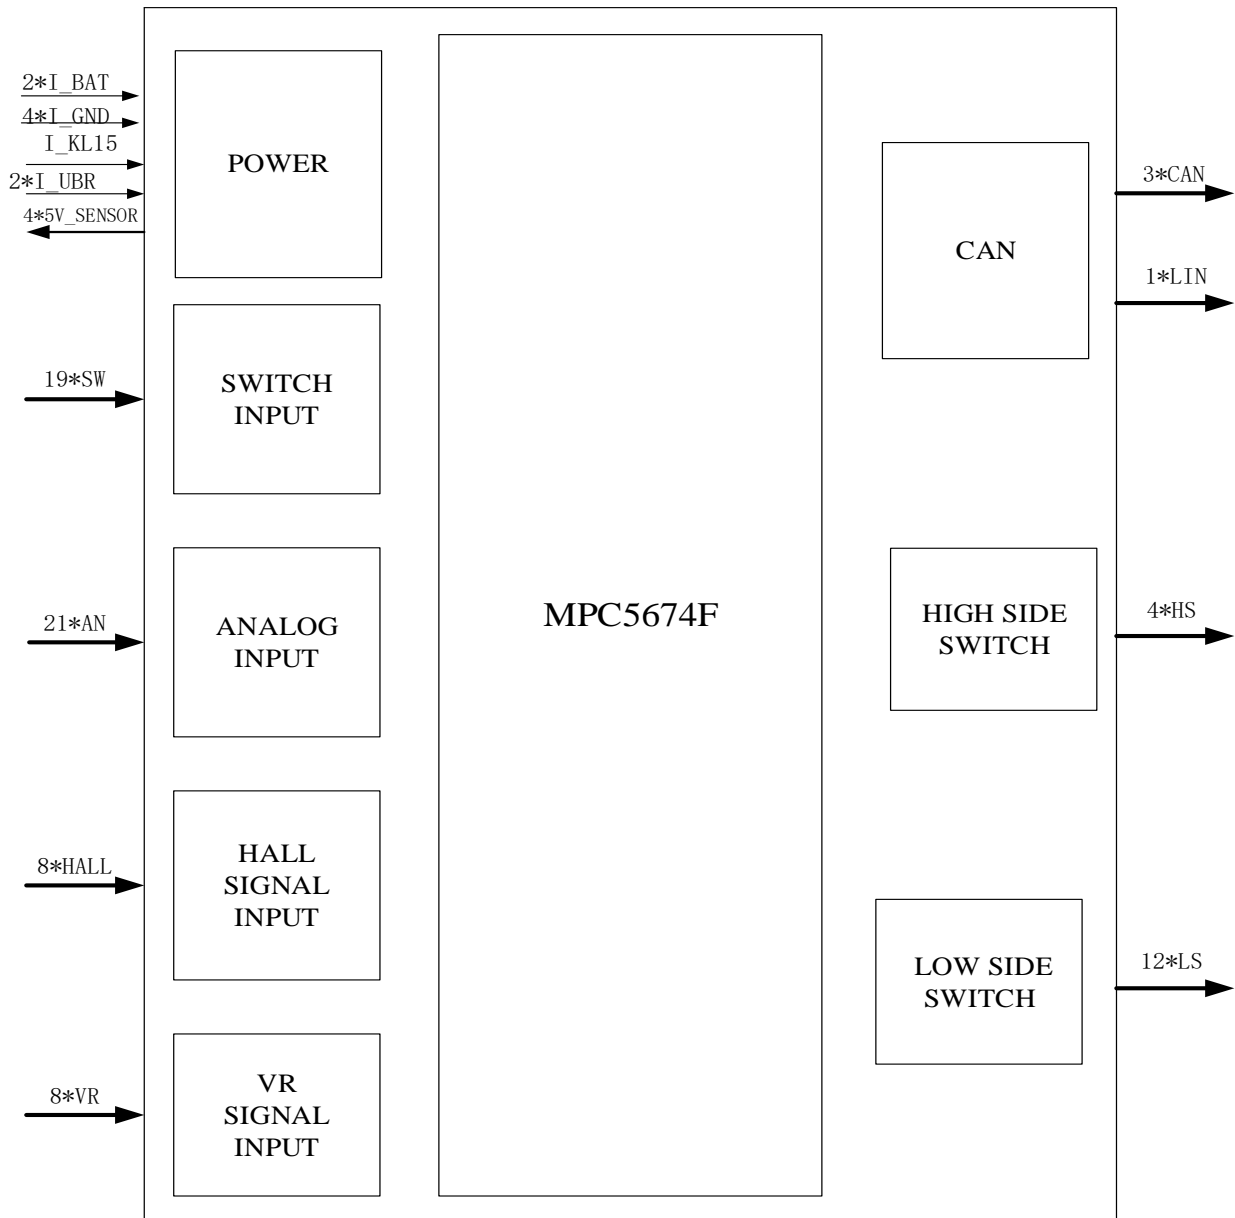 2*I_BAT
4*I_GND
I_KL15
2*I_UBR
4*5V_SENSOR
POWER
CAN
3*CAN
1*LIN
19*SW
SWITCH
INPUT
21*AN
ANALOG
INPUT
MPC5674F
HIGH SIDE
SWITCH
4*HS
8*HALL
HALL
SIGNAL
INPUT
LOW SIDE
SWITCH
12*LS
8*VR
VR
SIGNAL
INPUT